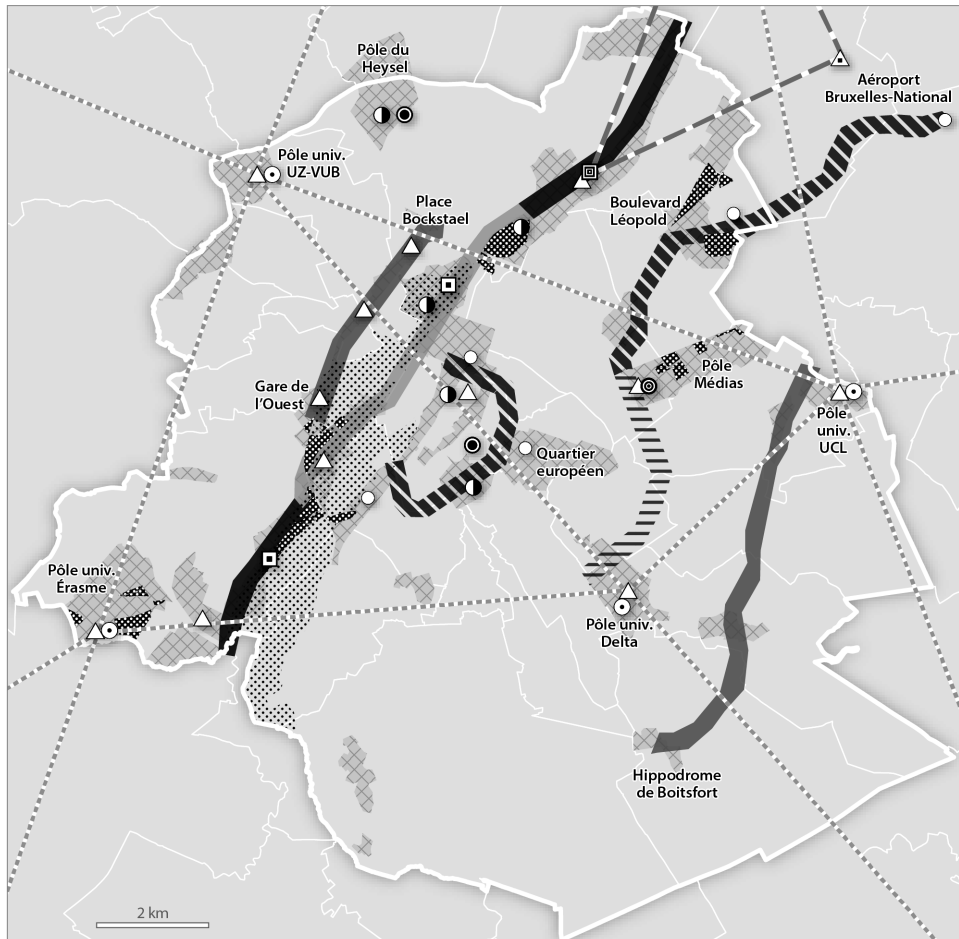 Pôle du
Heysel
Aéroport
Bruxelles-National
Pôle univ.
UZ-VUB
Place
Bockstael
Boulevard
Léopold
Pôle
Médias
Gare de
l’Ouest
Pôle
univ.
UCL
Quartier
européen
Pôle univ.
Érasme
Pôle univ.
Delta
Hippodrome
de Boitsfort
2 km